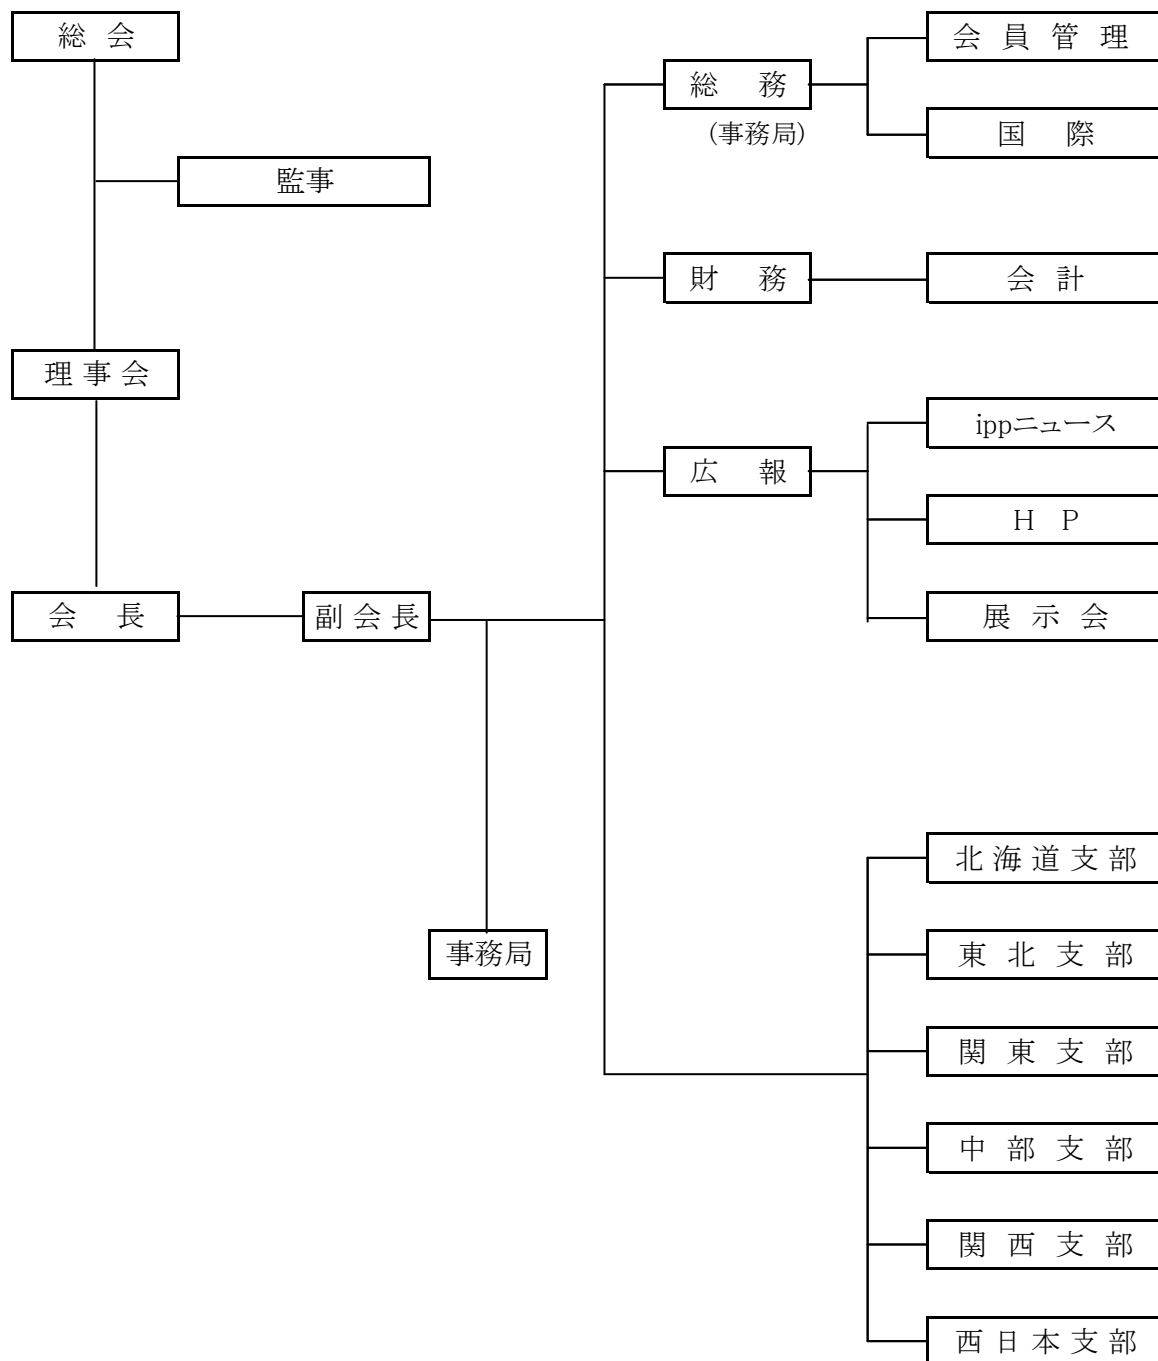 総会
監事
理事会
会長
副会長
事務局
総務
(事務局)
財務
広報
会員管理
国際
会計
ippニュース
HP
展示会
北海道支部
東北支部
関東支部
中部支部
関西支部
西日本支部